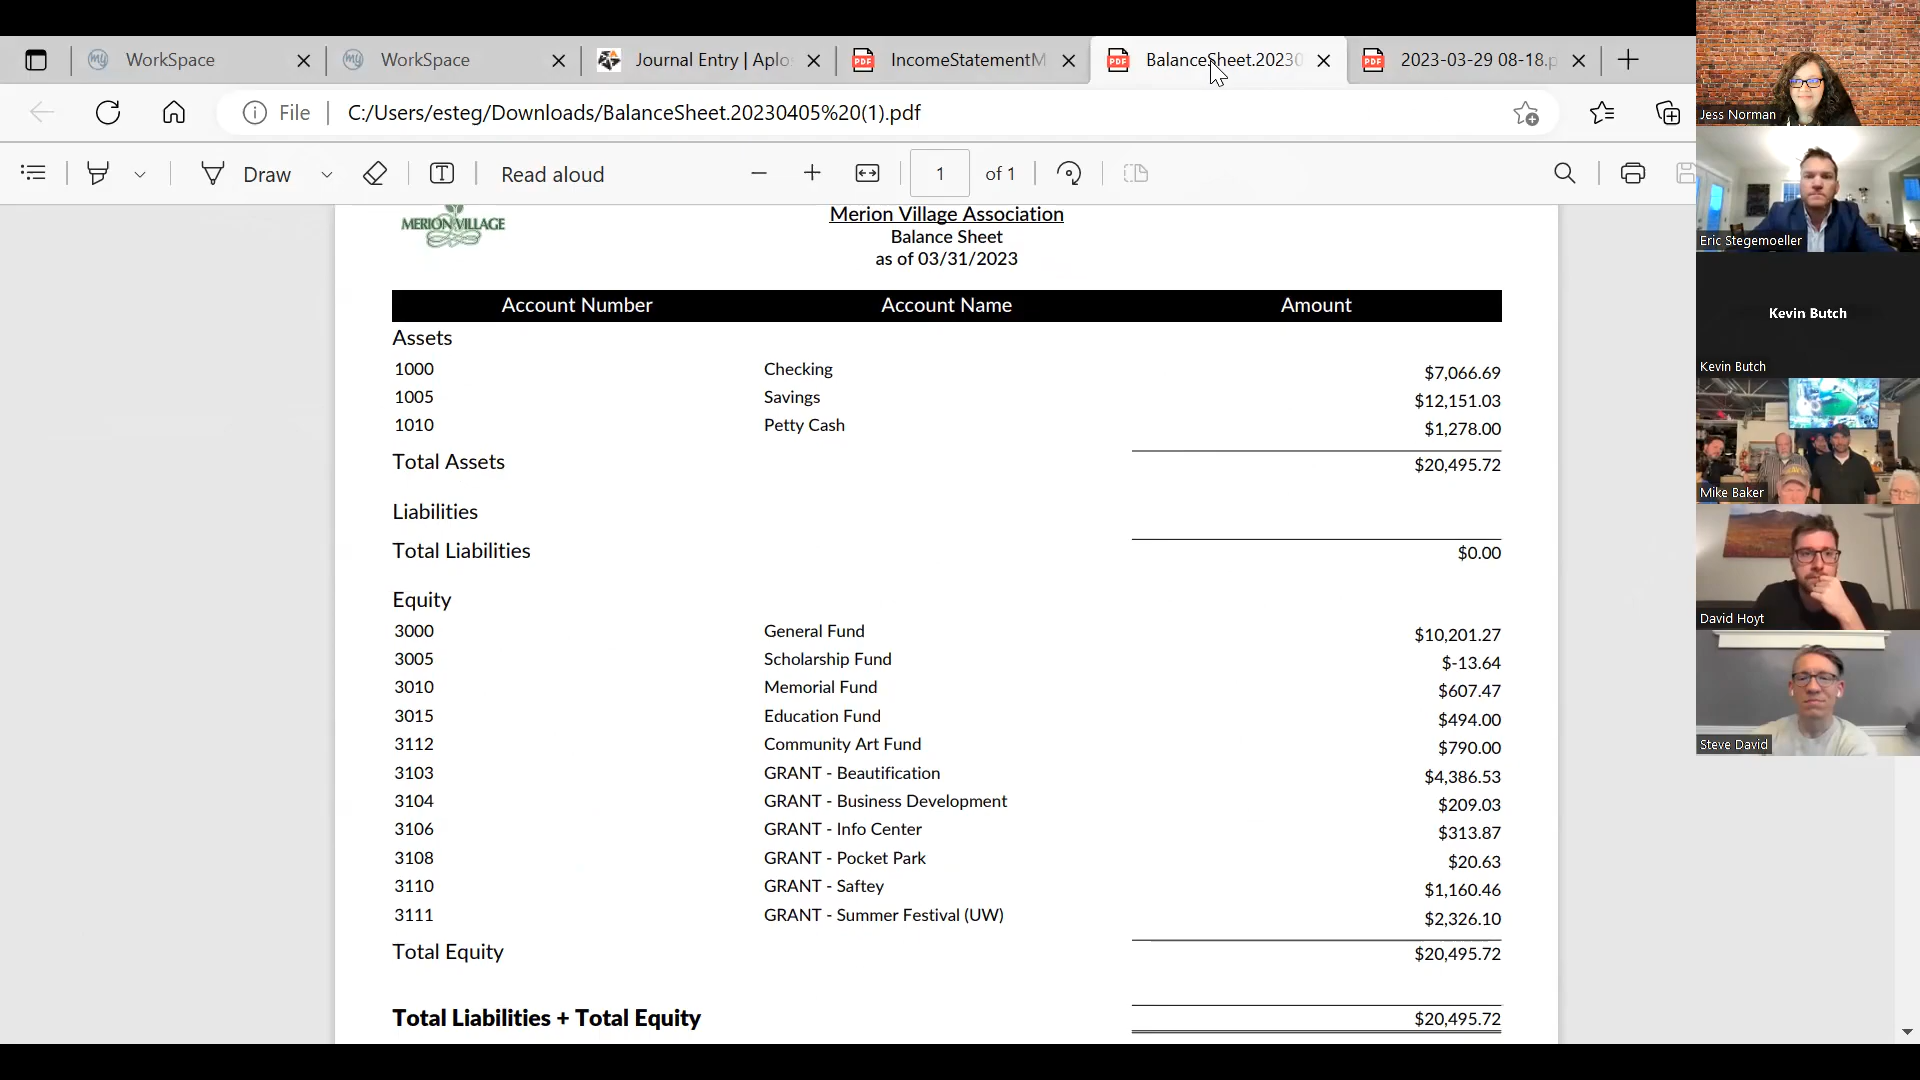 WorkSpace
WorkSpace
Journal Entry | Aplo
IncomeStatementM
BalanceSheet.20230
2023-03-29 08-18.p
File
C:/Users/esteg/Downloads/BalanceSheet.20230405%20(1).pdf
Draw
Read aloud
1 of 1
MERION VILLAGE
Merion Village Association
Balance Sheet
as of 03/31/2023
Account Number Account Name Amount
Assets
1000 Checking $7,066.69
1005 Savings $12,151.03
1010 Petty Cash $1,278.00
Total Assets $20,495.72
Liabilities
Total Liabilities $0.00
Equity
3000 General Fund $10,201.27
3005 Scholarship Fund $-13.64
3010 Memorial Fund $607.47
3015 Education Fund $494.00
3112 Community Art Fund $790.00
3103 GRANT - Beautification $4,386.53
3104 GRANT - Business Development $209.03
3106 GRANT - Info Center $313.87
3108 GRANT - Pocket Park $20.63
3110 GRANT - Saftey $1,160.46
3111 GRANT - Summer Festival (UW) $2,326.10
Total Equity $20,495.72
Total Liabilities + Total Equity $20,495.72
Jess Norman
Eric Stegemoeller
Kevin Butch
Kevin Butch
Mike Baker
David Hoyt
Steve David